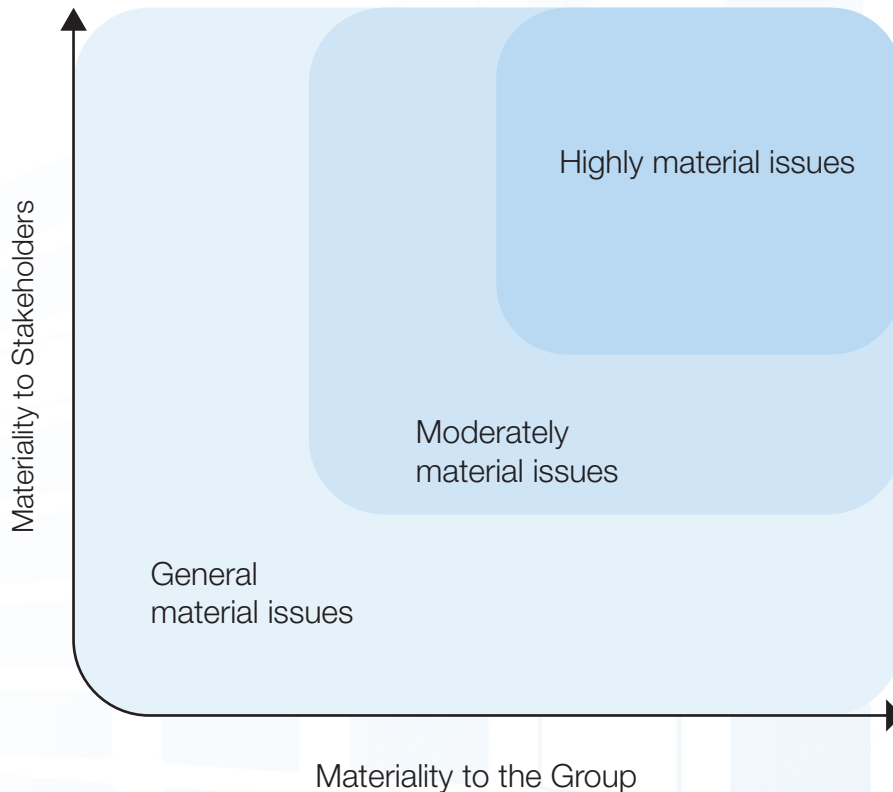 Highly material issues
Materiality to Stakeholders
Moderately
material issues
General
material issues
Materiality to the Group